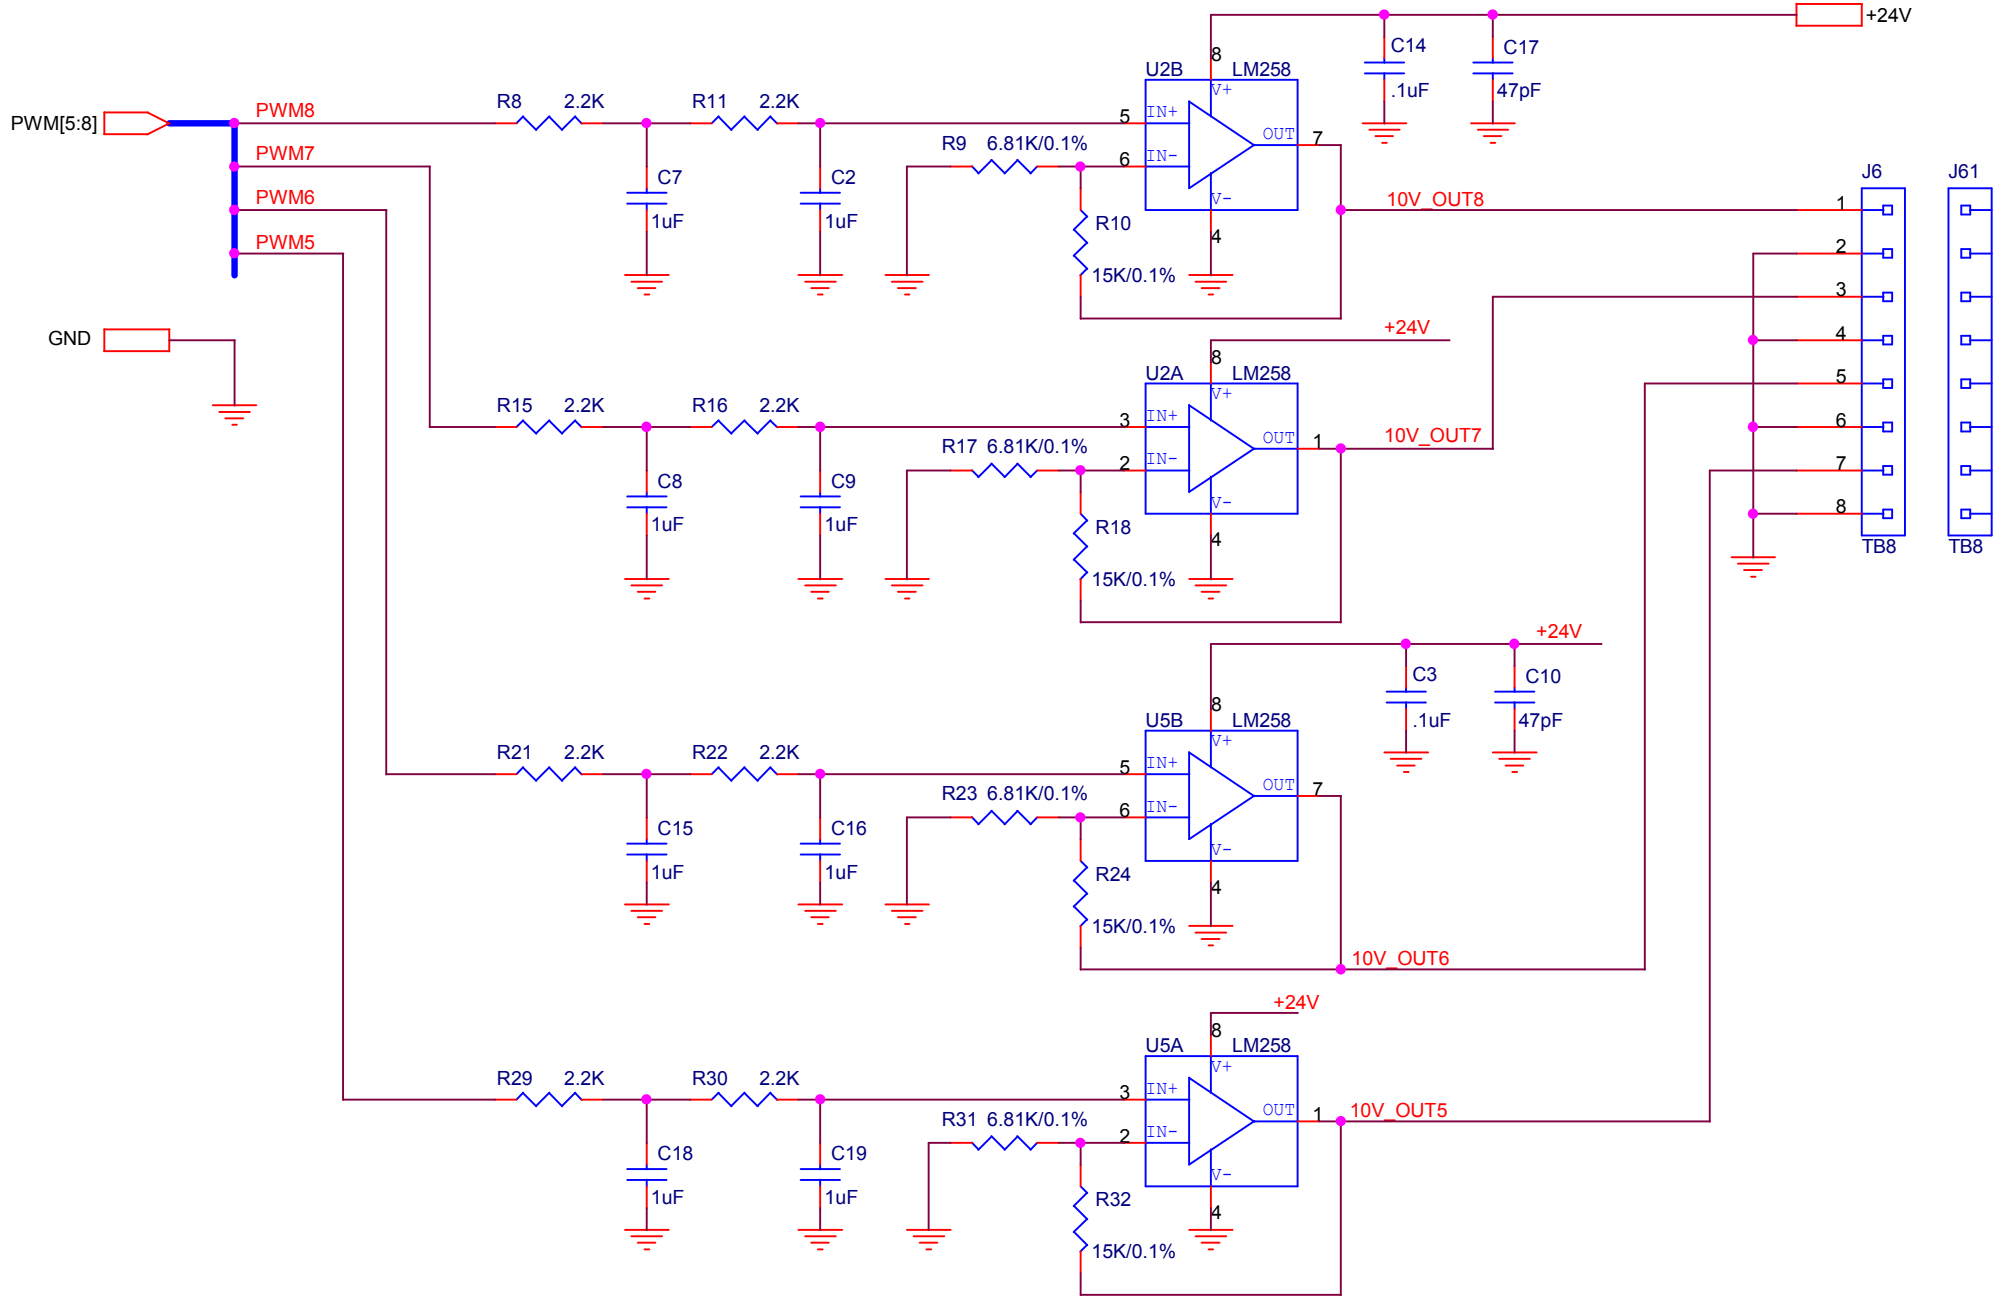 +24V
C14
.1uF
C17
47pF
8
U2B LM258
V+
IN+
IN-
OUT
V-
5
6
7
4
PWM[5:8]
PWM8
PWM7
PWM6
PWM5
GND
R8 2.2K
R11 2.2K
C7
1uF
C2
1uF
R9 6.81K/0.1%
R10
15K/0.1%
10V_OUT8
J6
J61
1
2
3
4
5
6
7
8
TB8
TB8
+24V
8
U2A LM258
V+
IN+
IN-
OUT
V-
3
2
1
4
R15 2.2K
R16 2.2K
C8
1uF
C9
1uF
R17 6.81K/0.1%
R18
15K/0.1%
10V_OUT7
+24V
C3
.1uF
C10
47pF
8
U5B LM258
V+
IN+
IN-
OUT
V-
5
6
7
4
R21 2.2K
R22 2.2K
C15
1uF
C16
1uF
R23 6.81K/0.1%
R24
15K/0.1%
10V_OUT6
+24V
8
U5A LM258
V+
IN+
IN-
OUT
V-
3
2
1
4
R29 2.2K
R30 2.2K
C18
1uF
C19
1uF
R31 6.81K/0.1%
R32
15K/0.1%
10V_OUT5